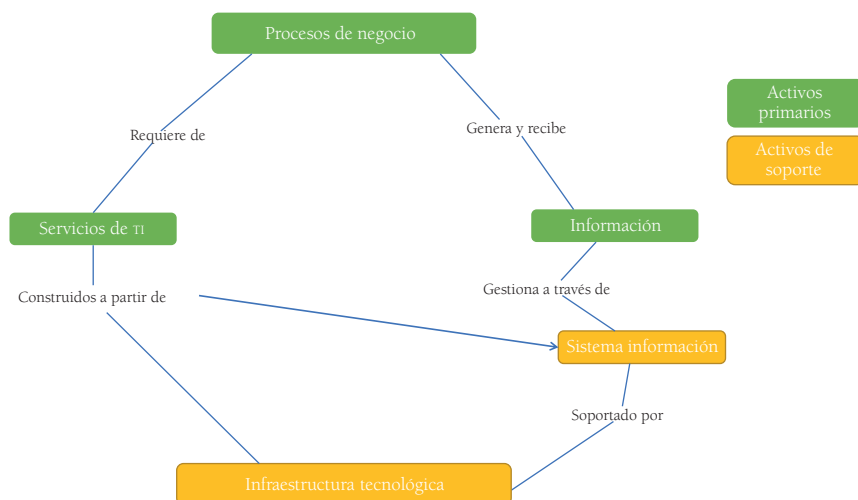 Procesos de negocio
Activos
primarios
Requiere de
Genera y recibe
Activos de
soporte
Servicios de TI
Información
Construidos a partir de
Gestiona a través de
Sistema información
Soportado por
Infraestructura tecnológica